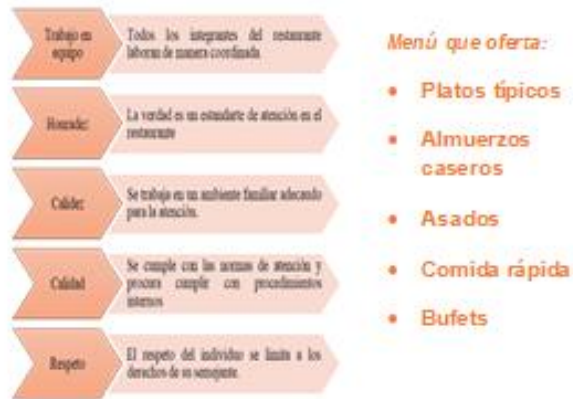 Trabajo en
equipo
Todos los integrantes del restaurante
laboran de manera coordinada
Honradez
La verdad es un estandarte de atención en el
restaurante
Calidez
Se trabaja en un ambiente familiar adecuando
para la atención.
Calidad
Se cumple con las normas de atención y
procura cumplir con procedimientos
internos
Respeto
El respeto del individuo se limita a los
derechos de su semejante.
Menú que oferta:
• Platos típicos
• Almuerzos
caseros
• Asados
• Comida rápida
• Bufets